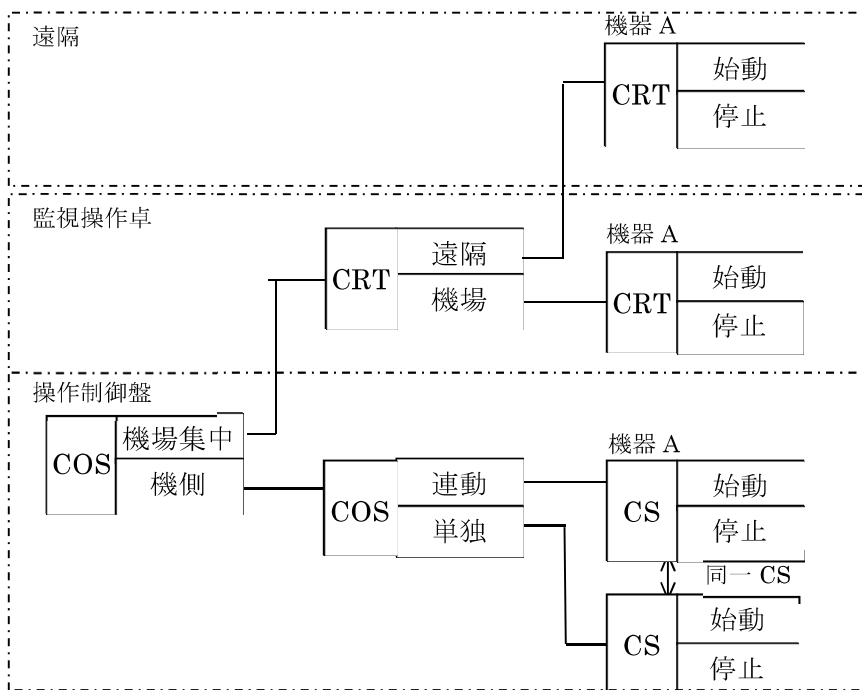 遠隔
機器 A
CRT
始動
停止
監視操作卓
CRT
遠隔
機場
機器 A
CRT
始動
停止
操作制御盤
COS
機場集中
機側
COS
連動
単独
機器 A
CS
始動
停止
同一 CS
CS
始動
停止